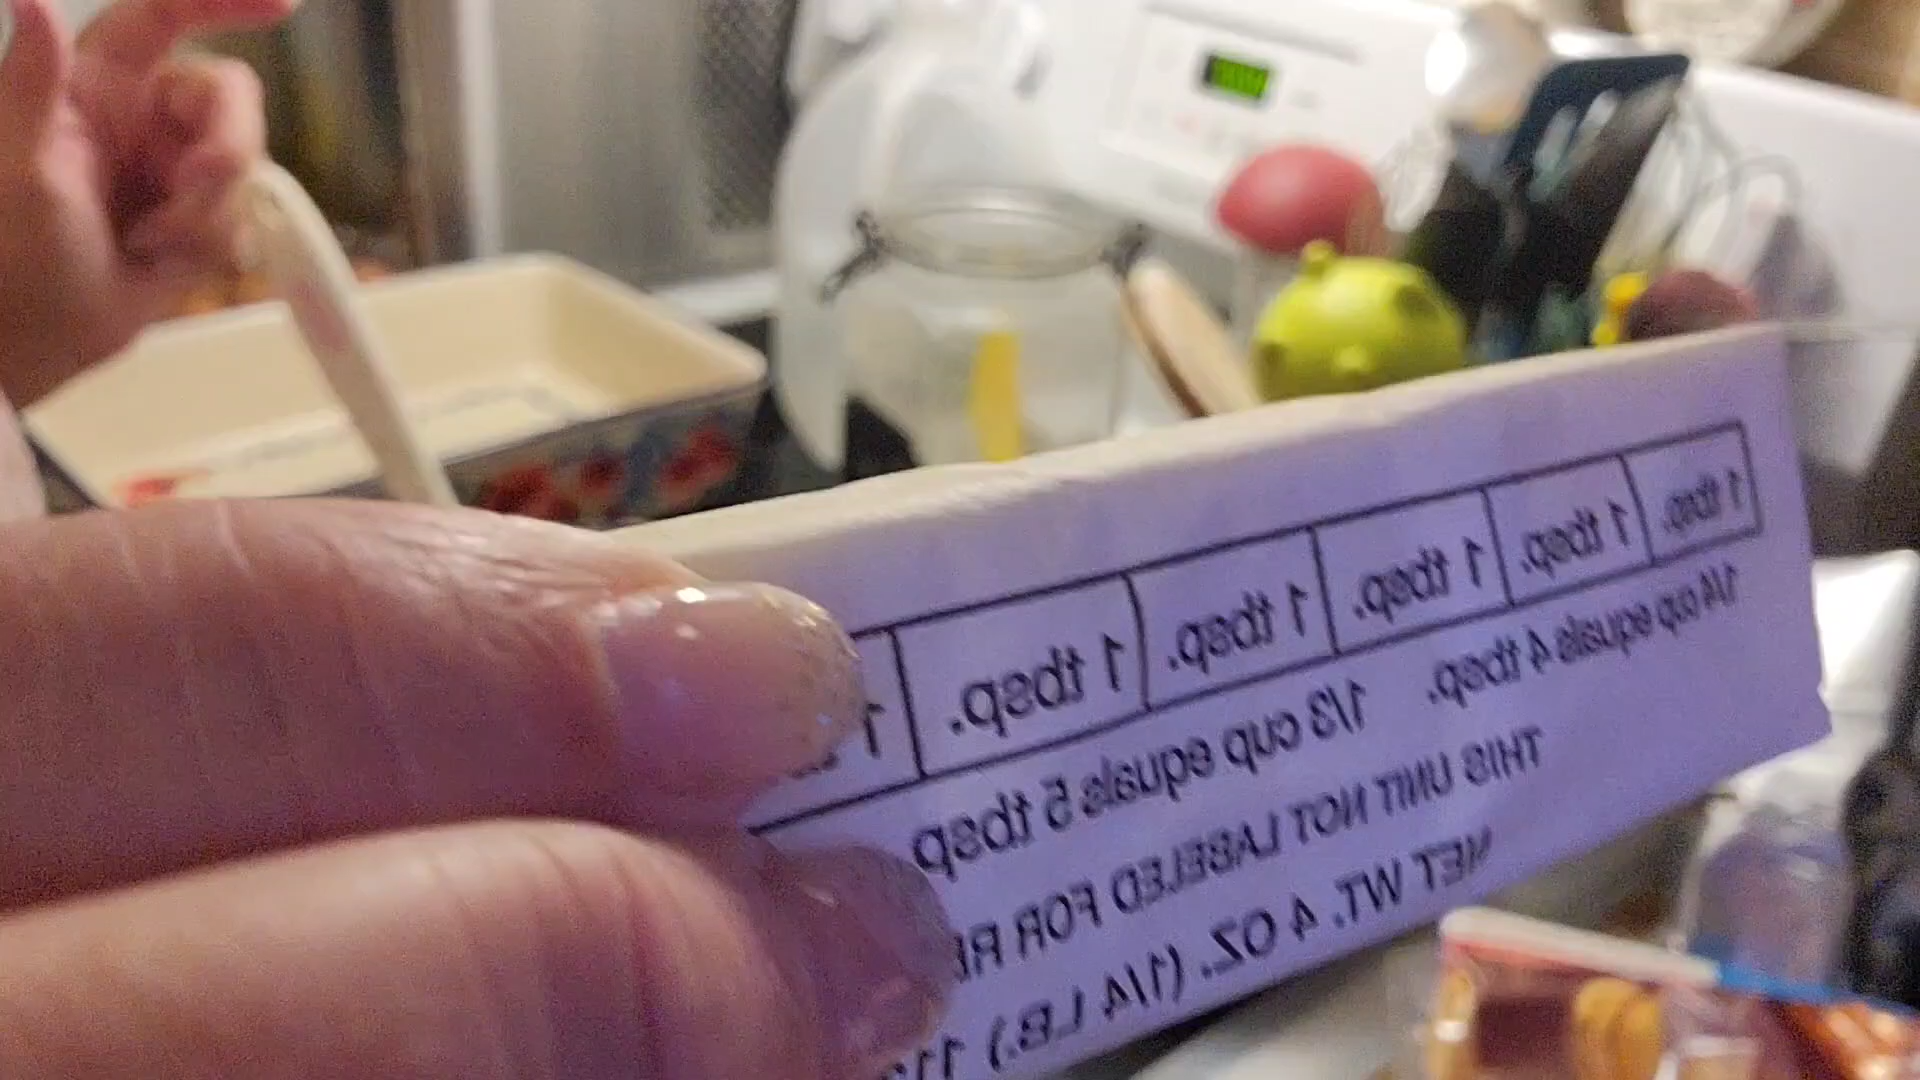 1 tbsp. 1 tbsp. 1 tbsp. 1 tbsp. 1 tbsp. 1
1/4 cup equals 4 tbsp. 1/3 cup equals 5 tbsp
THIS UNIT NOT LABELED FOR
NET WT. 4 OZ. (1/4 LB.)